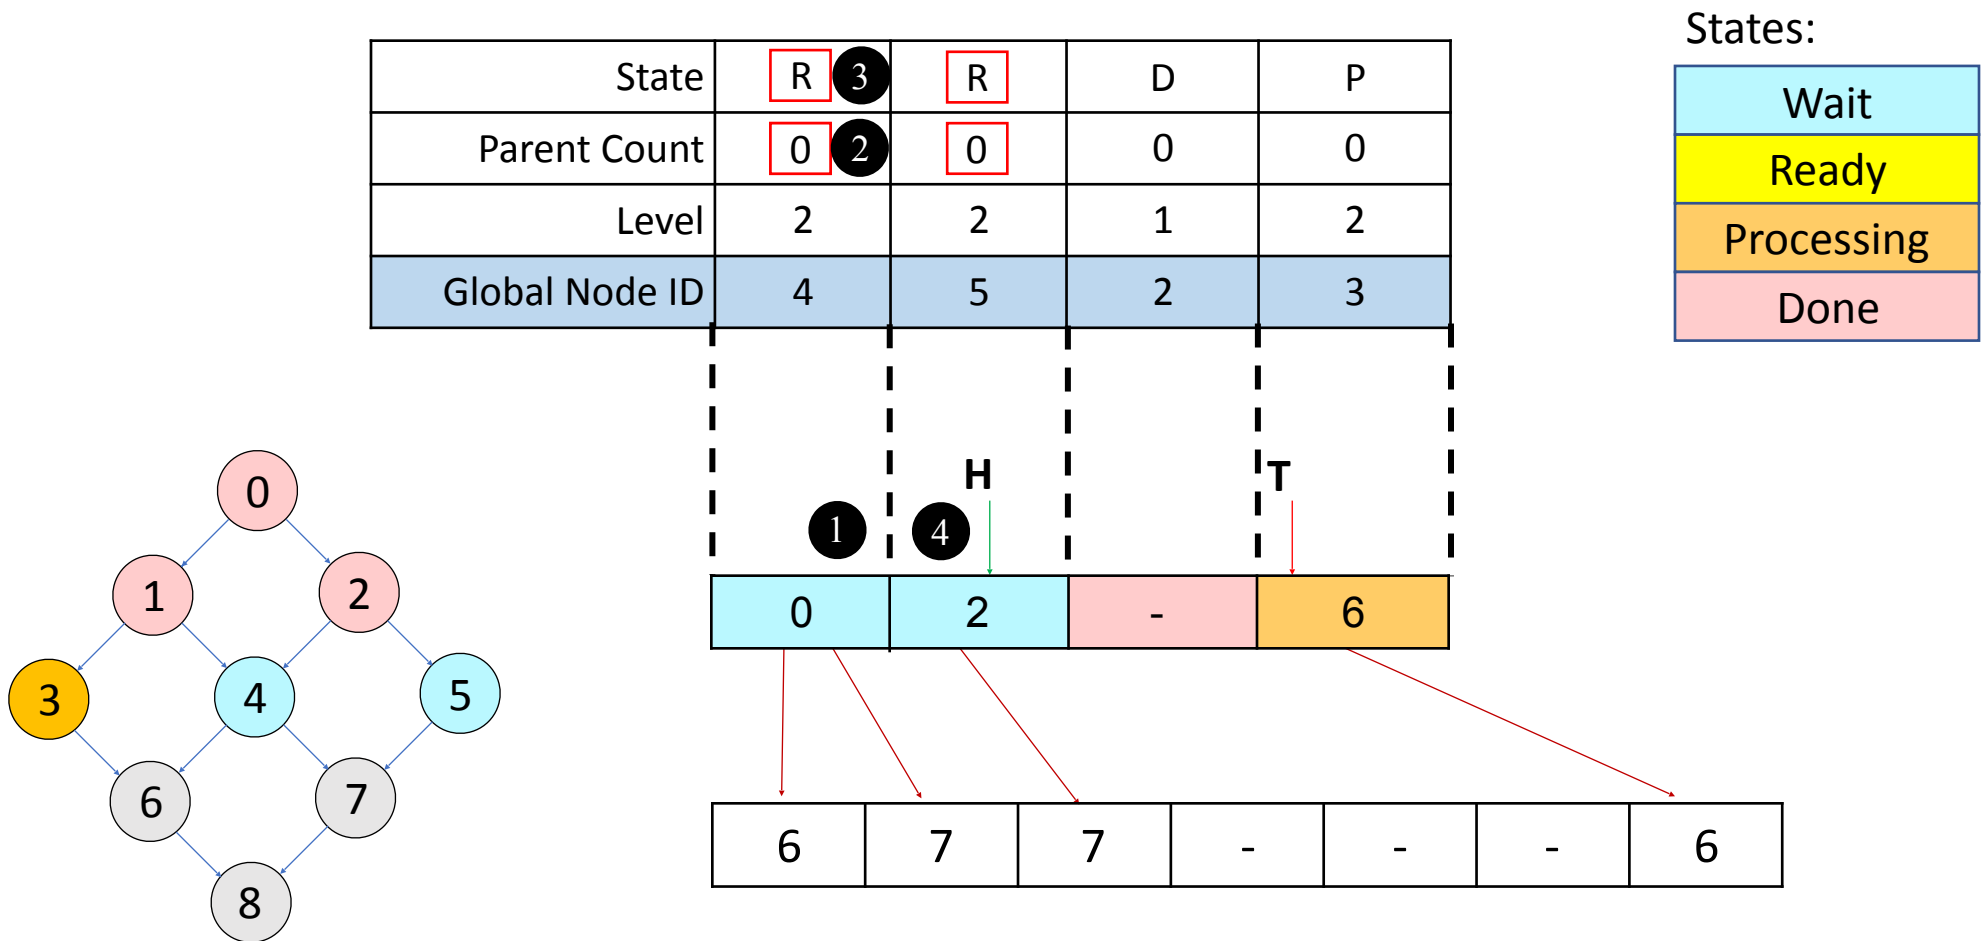 States:
Wait
Ready
Processing
Done
State R 3 R D P
Parent Count 0 2 0 0 0
Level 2 2 1 2
Global Node ID 4 5 2 3
H T
1 4
0 2 - 6
6 7 7 - - - 6
0
1 2
3 4 5
6 7
8